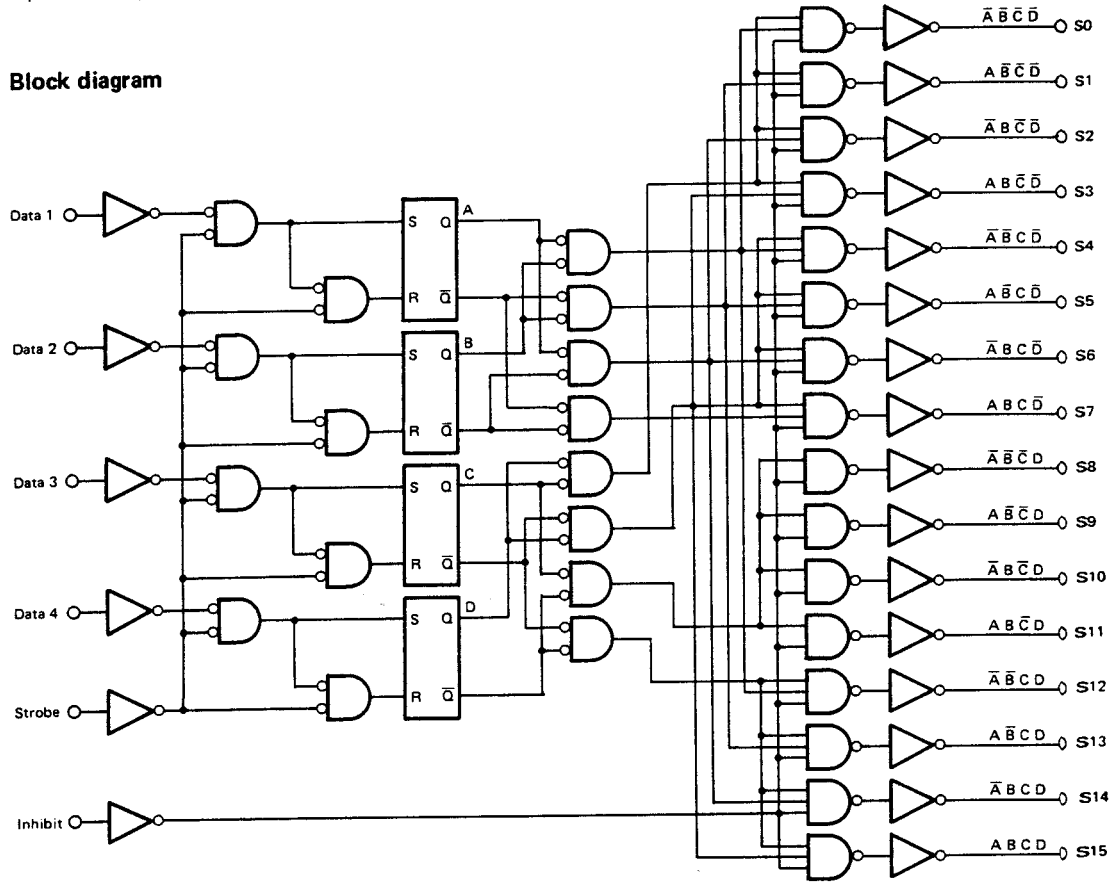 Block diagram
Data 1
Data 2
Data 3
Data 4
Strobe
Inhibit
S Q A
R Q̅
S Q B
R Q̅
S Q C
R Q̅
S Q D
R Q̅
A̅ B̅ C̅ D̅ S0
A B̅ C̅ D̅ S1
A̅ B C̅ D̅ S2
A B C̅ D̅ S3
A̅ B̅ C D̅ S4
A B̅ C D̅ S5
A̅ B C D̅ S6
A B C D̅ S7
A̅ B̅ C̅ D S8
A B̅ C̅ D S9
A̅ B C̅ D S10
A B C̅ D S11
A̅ B̅ C D S12
A B̅ C D S13
A̅ B C D S14
A B C D S15